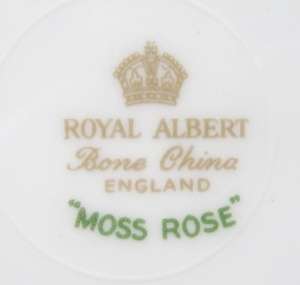 ROYAL ALBERT
Bone China
ENGLAND
"MOSS ROSE"